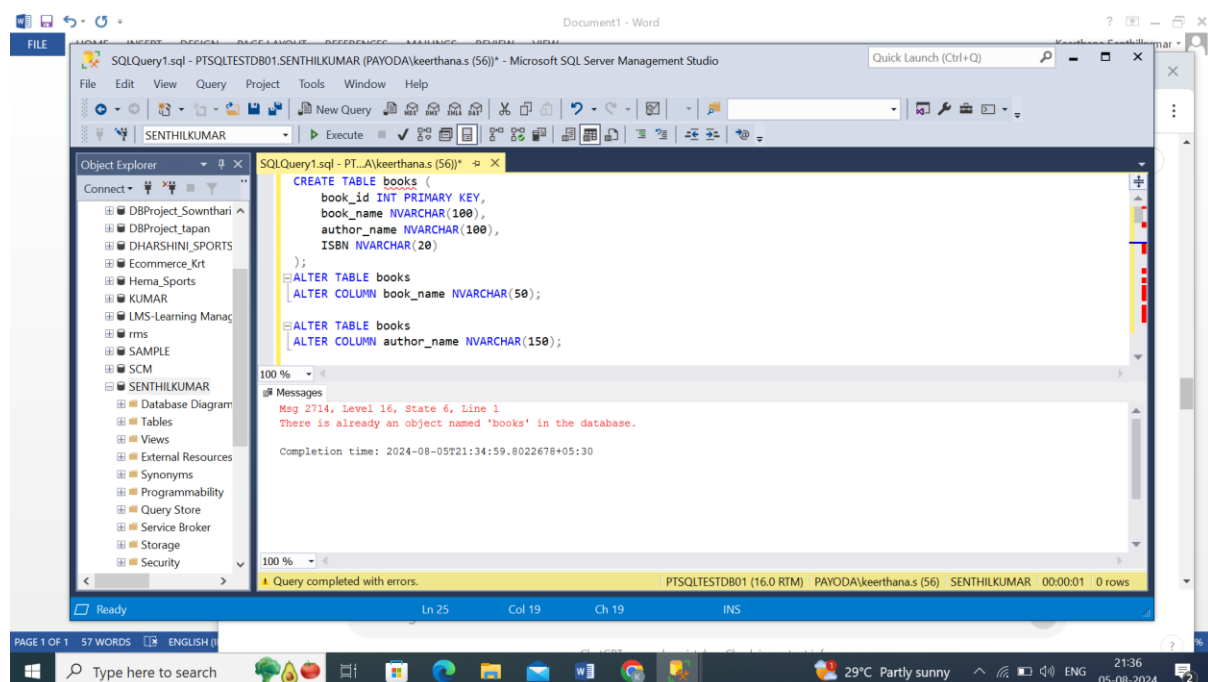 Document1 - Word
FILE
SQLQuery1.sql - PTSQLTESTDB01.SENTHILKUMAR (PAYODA\keerthana.s (56))* - Microsoft SQL Server Management Studio
Quick Launch (Ctrl+Q)
File Edit View Query Project Tools Window Help
New Query
SENTHILKUMAR
Execute
Object Explorer
SQLQuery1.sql - PT...A\keerthana.s (56))*
Connect
DBProject_Sownthari
DBProject_tapan
DHARSHINI_SPORTS
Ecommerce_Krt
Hema_Sports
KUMAR
LMS-Learning Manag
rms
SAMPLE
SCM
SENTHILKUMAR
Database Diagram
Tables
Views
External Resources
Synonyms
Programmability
Query Store
Service Broker
Storage
Security
CREATE TABLE books (
book_id INT PRIMARY KEY,
book_name NVARCHAR(100),
author_name NVARCHAR(100),
ISBN NVARCHAR(20)
);
ALTER TABLE books
ALTER COLUMN book_name NVARCHAR(50);
ALTER TABLE books
ALTER COLUMN author_name NVARCHAR(150);
100 %
Messages
Msg 2714, Level 16, State 6, Line 1
There is already an object named 'books' in the database.
Completion time: 2024-08-05T21:34:59.8022678+05:30
100 %
Query completed with errors.
PTSQLTESTDB01 (16.0 RTM) PAYODA\keerthana.s (56) SENTHILKUMAR 00:00:01 0 rows
Ready Ln 25 Col 19 Ch 19 INS
PAGE 1 OF 1 57 WORDS ENGLISH (I
Type here to search
29°C Partly sunny
ENG
21:36
05-08-2024